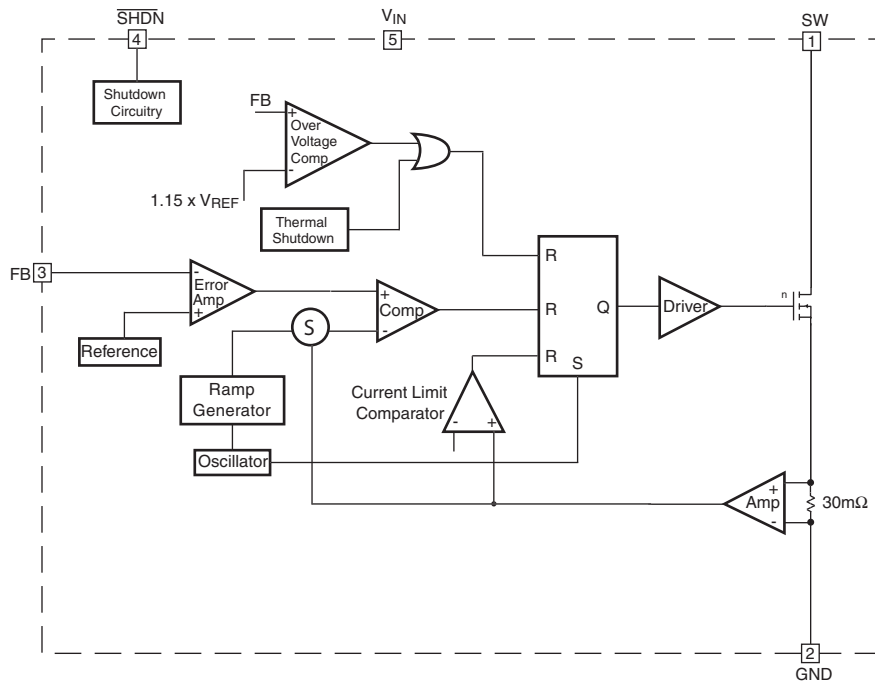 SHDN
4
VIN
5
SW
1
Shutdown
Circuitry
FB
+
Over
Voltage
Comp
-
1.15 x VREF
Thermal
Shutdown
R
FB 3
-
Error
Amp
+
Reference
+
Comp
-
S
R
Q
Driver
n
R
S
Ramp
Generator
Current Limit
Comparator
- +
Oscillator
+
Amp
-
30mΩ
2
GND